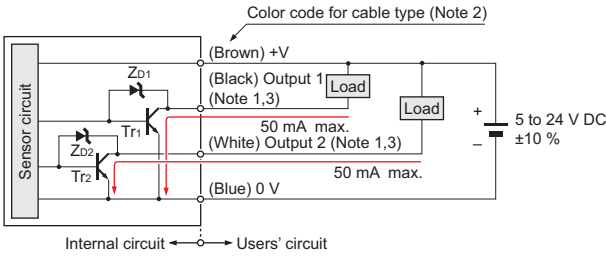 Color code for cable type (Note 2)
(Brown) +V
(Black) Output 1
(Note 1,3)
Load
Load
ZD1
Tr1
Sensor circuit
50 mA max.
(White) Output 2 (Note 1,3)
ZD2
Tr2
50 mA max.
(Blue) 0 V
+
5 to 24 V DC
±10 %
−
Internal circuit
Users' circuit